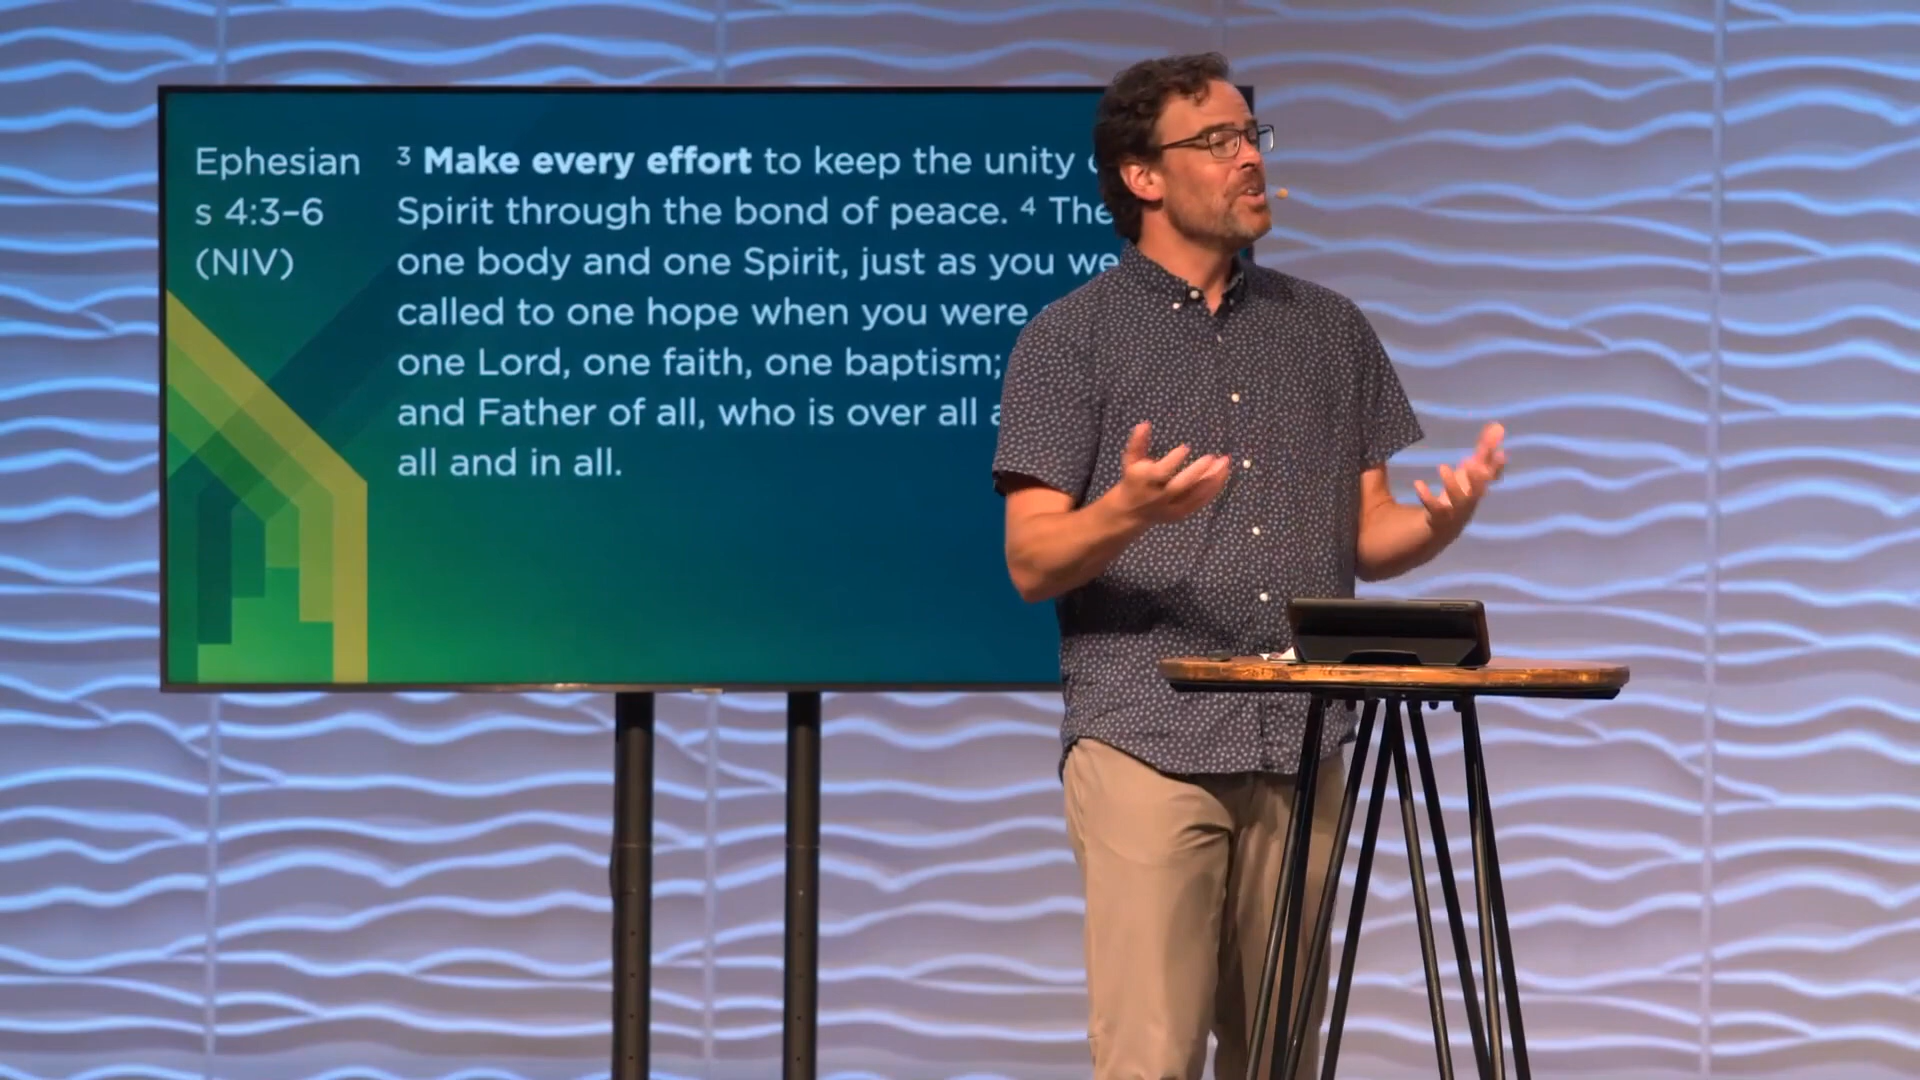 Ephesian
s 4:3–6
(NIV)
³ Make every effort to keep the unity
Spirit through the bond of peace. ⁴
one body and one Spirit, just as you
called to one hope when you were
one Lord, one faith, one baptism;
and Father of all, who is over all
all and in all.